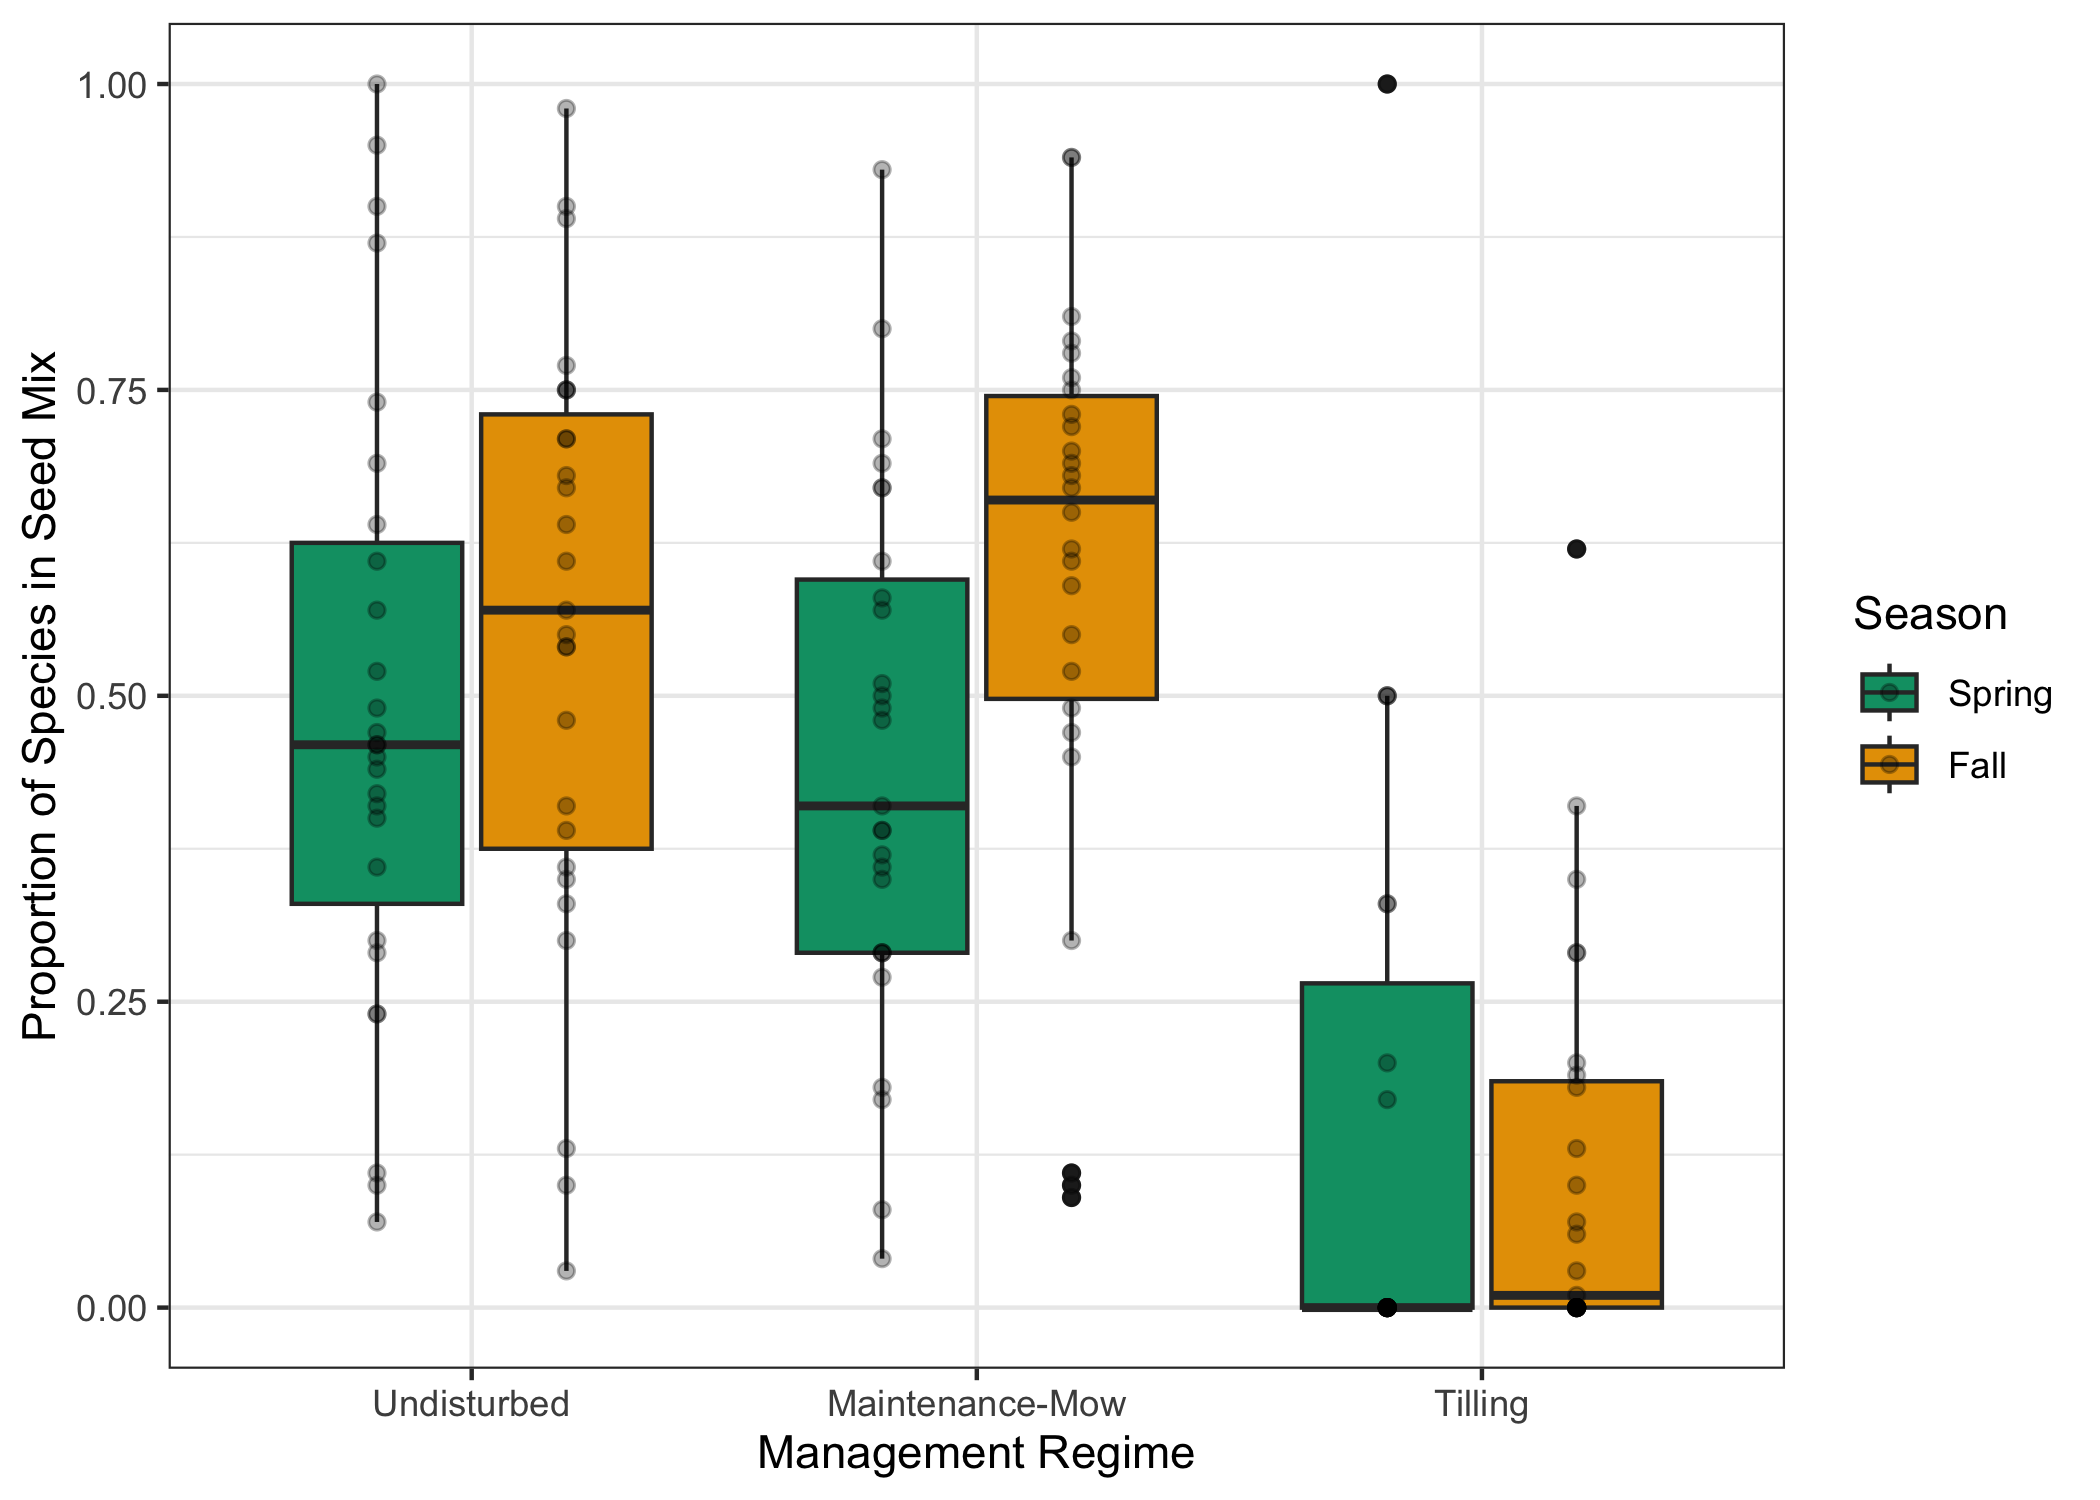 Proportion of Species in Seed Mix
1.00
0.75
0.50
0.25
0.00
Undisturbed
Maintenance-Mow
Tilling
Management Regime
Season
Spring
Fall